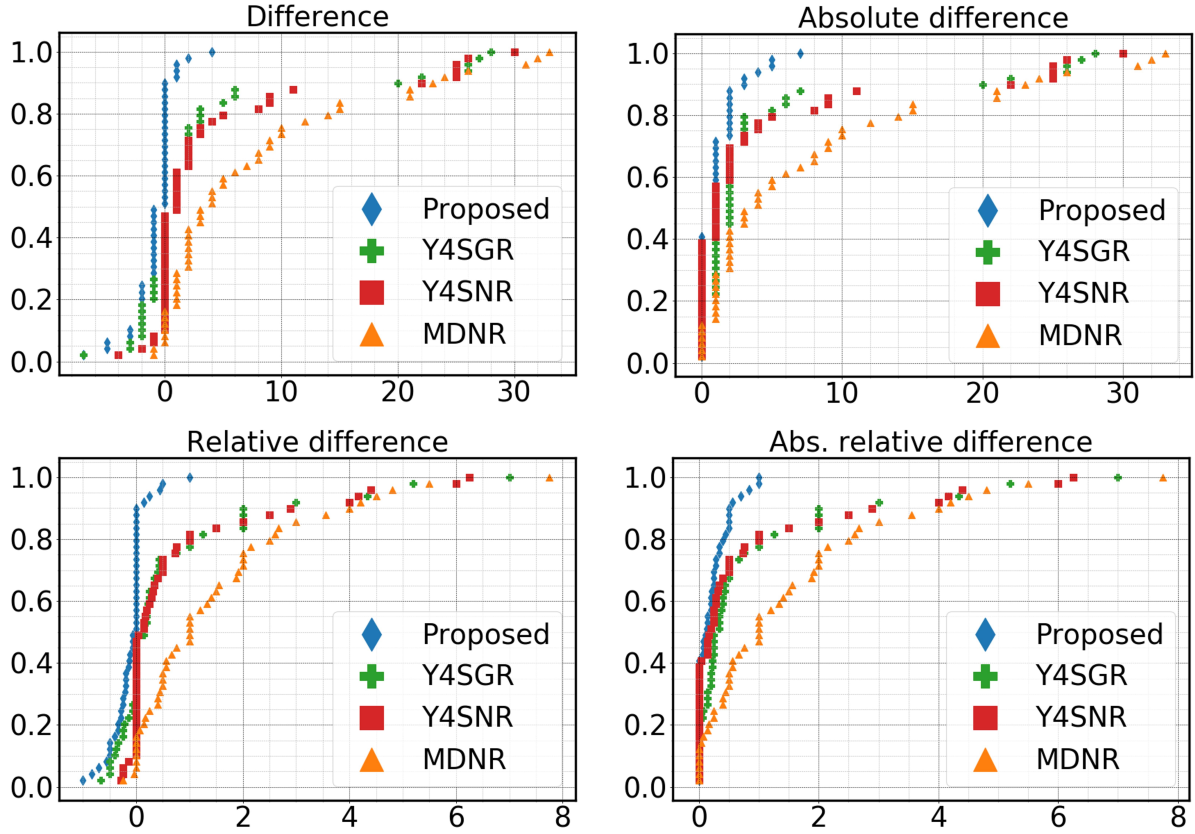 Difference
1.0
0.8
0.6
0.4
0.2
0.0
0 10 20 30
Proposed
Y4SGR
Y4SNR
MDNR
Absolute difference
1.0
0.8
0.6
0.4
0.2
0.0
0 10 20 30
Proposed
Y4SGR
Y4SNR
MDNR
Relative difference
1.0
0.8
0.6
0.4
0.2
0.0
0 2 4 6 8
Proposed
Y4SGR
Y4SNR
MDNR
Abs. relative difference
1.0
0.8
0.6
0.4
0.2
0.0
0 2 4 6 8
Proposed
Y4SGR
Y4SNR
MDNR